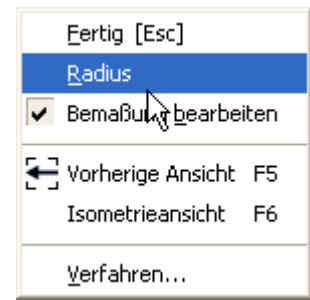 Fertig [Esc]
Radius
Bemaßung bearbeiten
Vorherige Ansicht F5
Isometrieansicht F6
Verfahren...